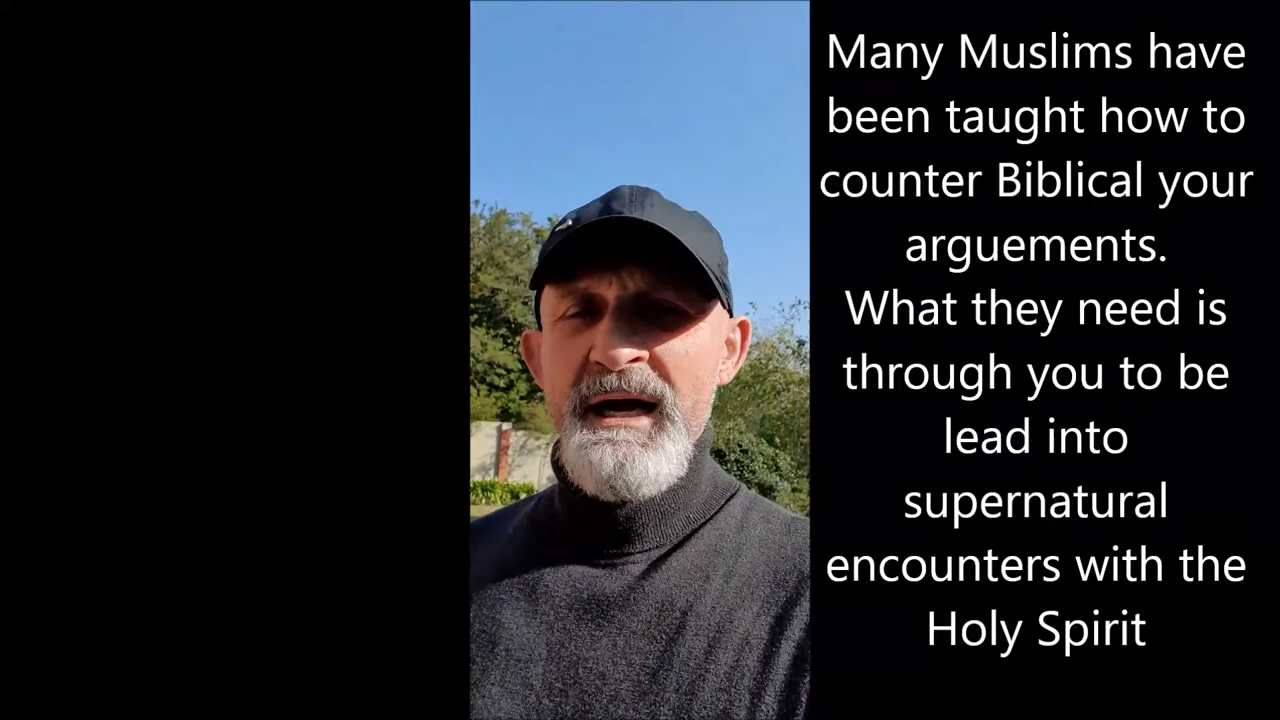 Many Muslims have
been taught how to
counter Biblical your
arguements.
What they need is
through you to be
lead into
supernatural
encounters with the
Holy Spirit